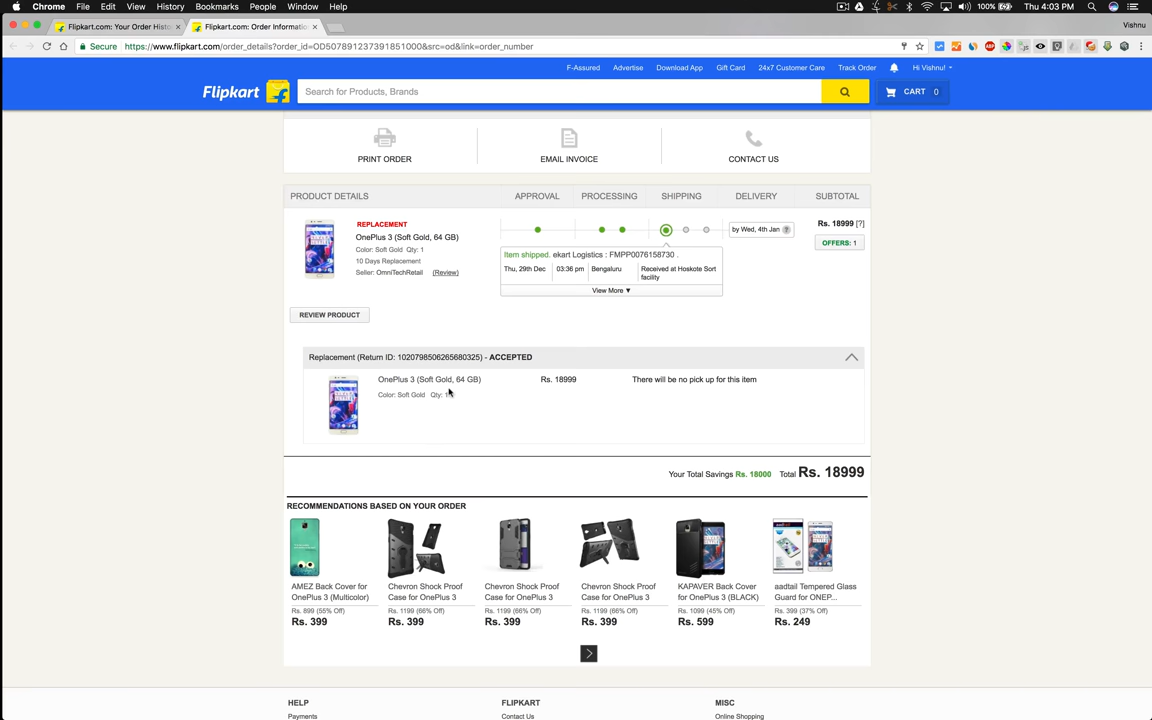 Chrome File Edit View History Bookmarks People Window Help 100% Thu 4:03 PM
Flipkart.com: Your Order Histo × Flipkart.com: Order Informatio × Vishnu
Secure https://www.flipkart.com/order_details?order_id=OD507891237391851000&src=od&link=order_number
F-Assured Advertise Download App Gift Card 24x7 Customer Care Track Order Hi Vishnu!
Flipkart Search for Products, Brands CART 0
PRINT ORDER EMAIL INVOICE CONTACT US
PRODUCT DETAILS APPROVAL PROCESSING SHIPPING DELIVERY SUBTOTAL
REPLACEMENT
OnePlus 3 (Soft Gold, 64 GB)
Color: Soft Gold Qty: 1
10 Days Replacement
Seller: OmniTechRetail (Review)
by Wed, 4th Jan ?
Rs. 18999 [?]
OFFERS: 1
Item shipped. ekart Logistics : FMPP0076158730 .
Thu, 29th Dec 03:36 pm Bengaluru Received at Hoskote Sort
facility
View More ▼
REVIEW PRODUCT
Replacement (Return ID: 10207985062656​80325) - ACCEPTED
OnePlus 3 (Soft Gold, 64 GB) Rs. 18999 There will be no pick up for this item
Color: Soft Gold Qty: 1
Your Total Savings Rs. 18000 Total Rs. 18999
RECOMMENDATIONS BASED ON YOUR ORDER
AMEZ Back Cover for
OnePlus 3 (Multicolor)
Rs. 899 (55% Off)
Rs. 399
Chevron Shock Proof
Case for OnePlus 3
Rs. 1199 (66% Off)
Rs. 399
Chevron Shock Proof
Case for OnePlus 3
Rs. 1199 (66% Off)
Rs. 399
Chevron Shock Proof
Case for OnePlus 3
Rs. 1199 (66% Off)
Rs. 399
KAPAVER Back Cover
for OnePlus 3 (BLACK)
Rs. 1099 (45% Off)
Rs. 599
aadtail Tempered Glass
Guard for ONEP...
Rs. 399 (37% Off)
Rs. 249
HELP FLIPKART MISC
Payments Contact Us Online Shopping